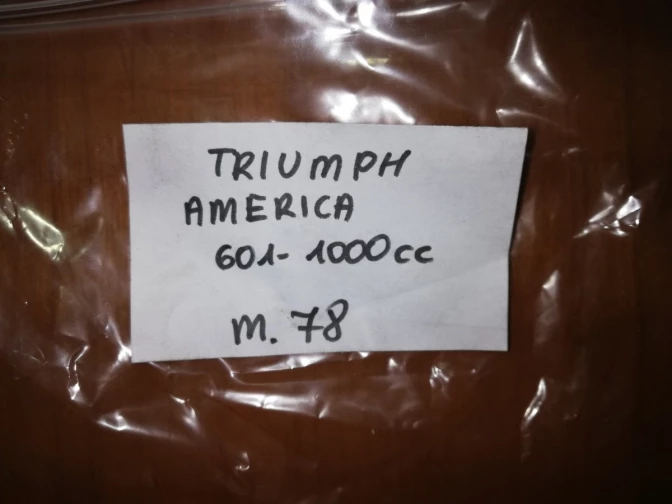 TRIUMPH
AMERICA
601-1000cc
m. 78